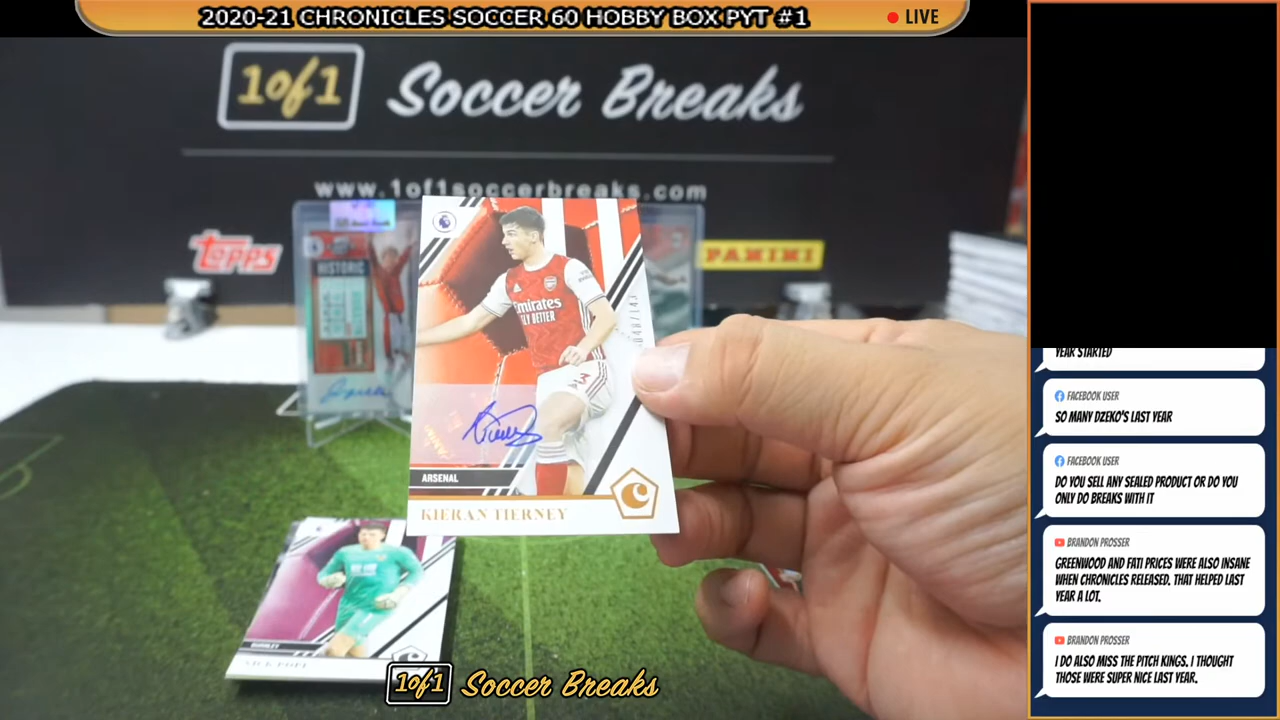 2020-21 CHRONICLES SOCCER 60 HOBBY BOX PYT #1
LIVE
1of1 Soccer Breaks
www.1of1soccerbreaks.com
TOPPS
PANINI
HISTORIC
Emirates
FLY BETTER
3
ARSENAL
KIERAN TIERNEY
BURNLEY
NICK POPE
1of1 Soccer Breaks
YEAR STARTED
FACEBOOK USER
SO MANY DZEKO'S LAST YEAR
FACEBOOK USER
DO YOU SELL ANY SEALED PRODUCT OR DO YOU
ONLY DO BREAKS WITH IT
BRANDON PROSSER
GREENWOOD AND FATI PRICES WERE ALSO INSANE
WHEN CHRONICLES RELEASED. THAT HELPED LAST
YEAR A LOT.
BRANDON PROSSER
I DO ALSO MISS THE PITCH KINGS. I THOUGHT
THOSE WERE SUPER NICE LAST YEAR.